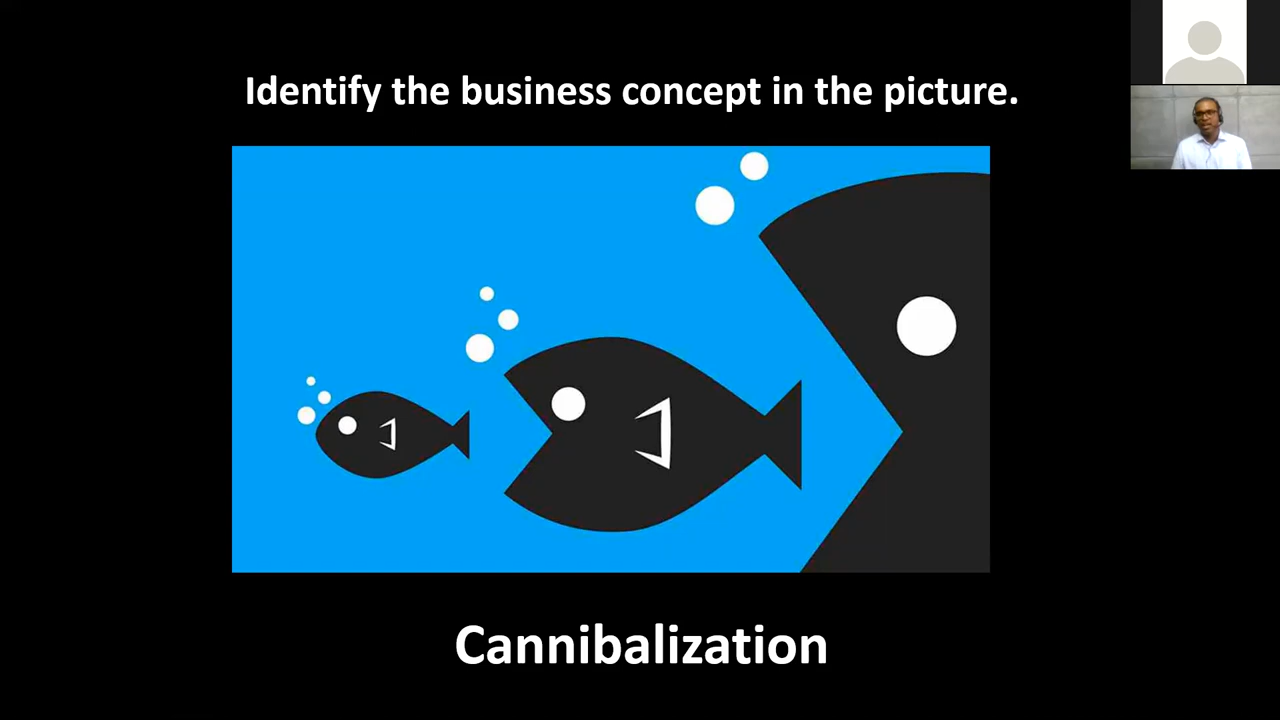 Identify the business concept in the picture.
Cannibalization